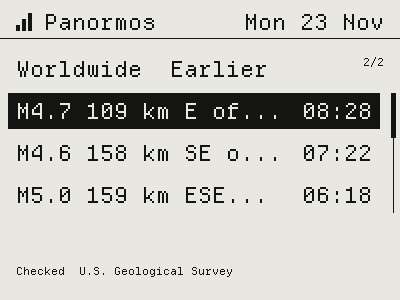 Panormos Mon 23 Nov
Worldwide Earlier 2/2
M4.7 109 km E of... 08:28
M4.6 158 km SE o... 07:22
M5.0 159 km ESE... 06:18
Checked U.S. Geological Survey